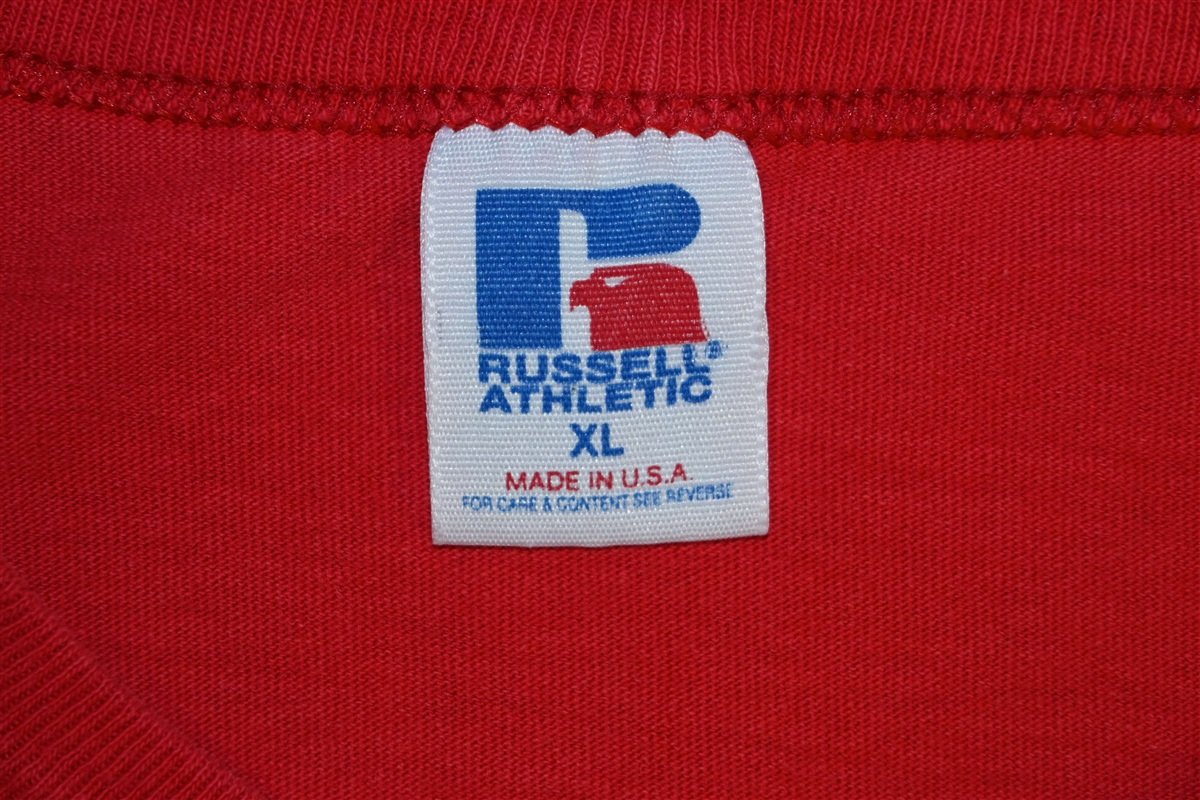 RUSSELL®
ATHLETIC
XL
MADE IN U.S.A.
FOR CARE & CONTENT SEE REVERSE